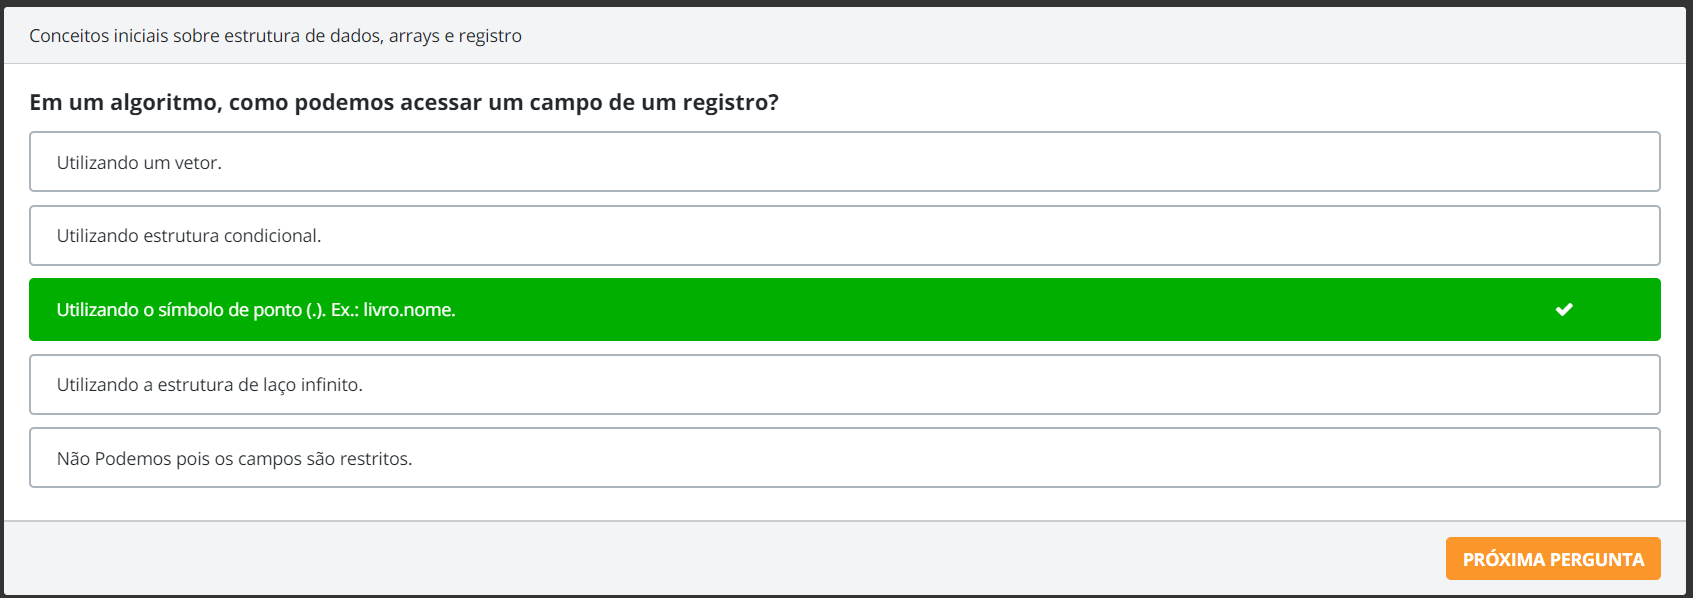 Conceitos iniciais sobre estrutura de dados, arrays e registro
Em um algoritmo, como podemos acessar um campo de um registro?
Utilizando um vetor.
Utilizando estrutura condicional.
Utilizando o símbolo de ponto (.). Ex.: livro.nome.
Utilizando a estrutura de laço infinito.
Não Podemos pois os campos são restritos.
PRÓXIMA PERGUNTA